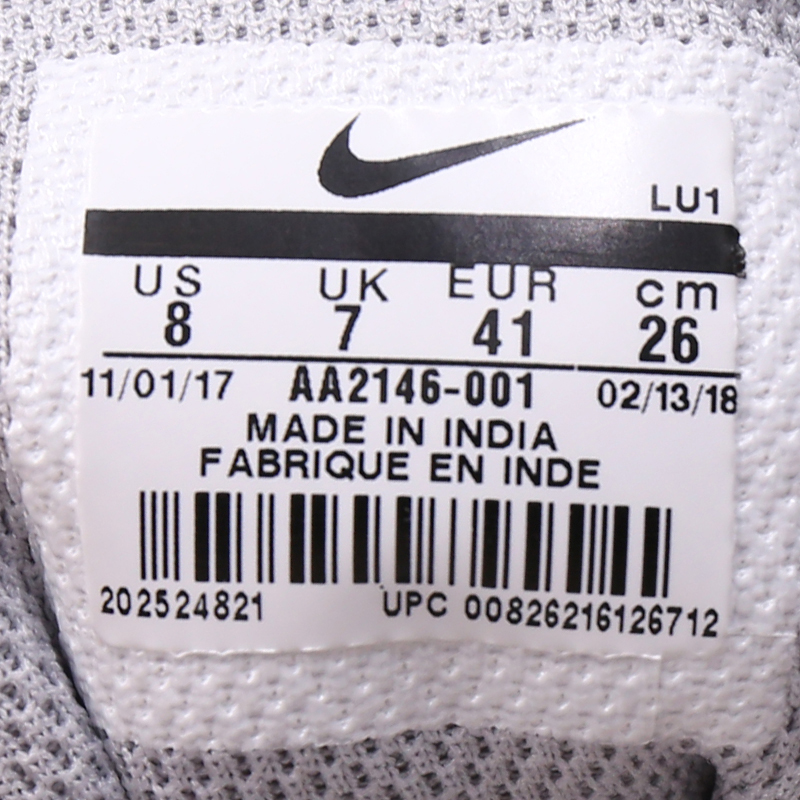 LU1
US UK EUR cm
8 7 41 26
11/01/17 AA2146-001 02/13/18
MADE IN INDIA
FABRIQUE EN INDE
202524821 UPC 00826216126712